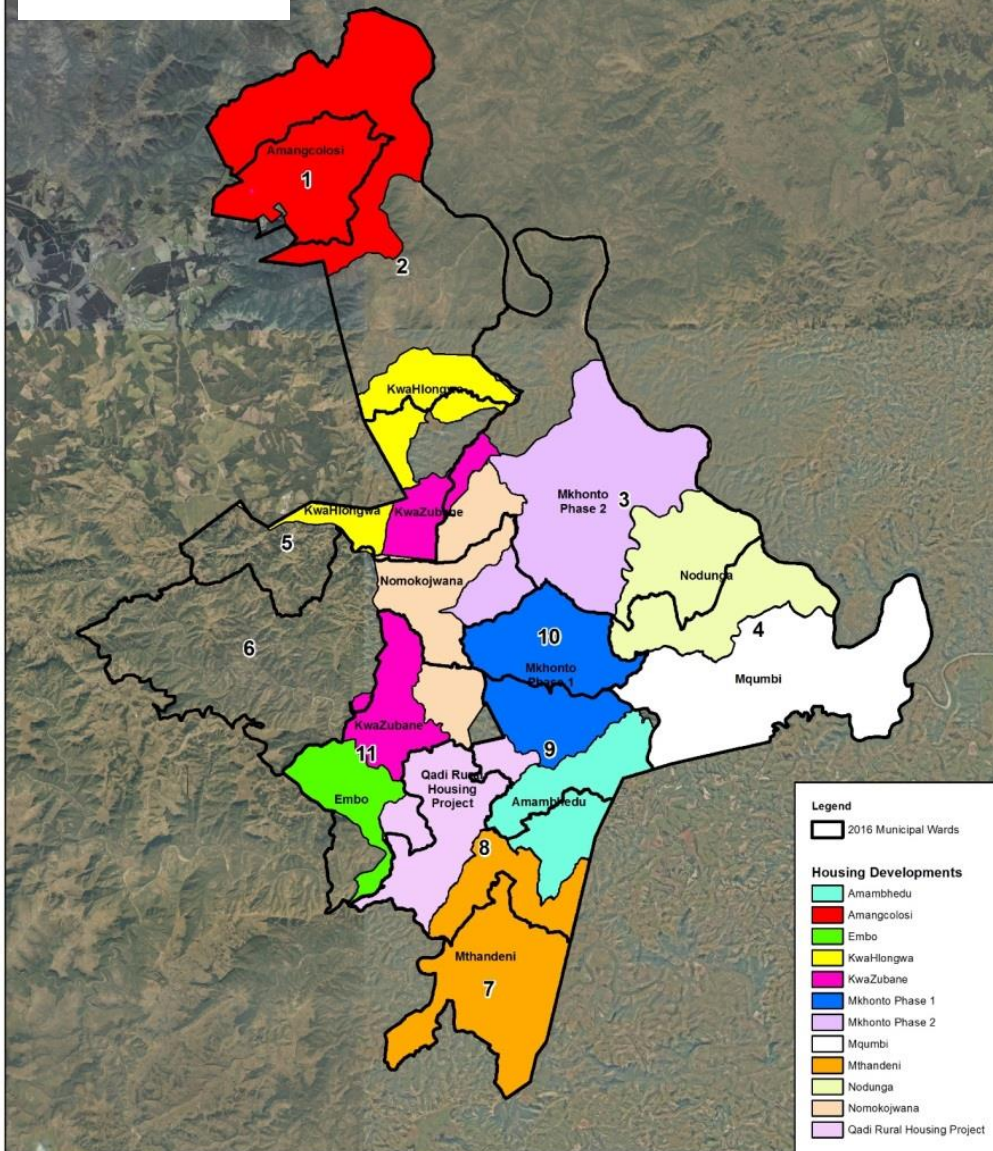 Amangcolosi
1
2
KwaHlongwa
Mkhonto
Phase 2
3
KwaHlongwa
KwaZubane
5
Nomokojwana
Nodunga
6
10
4
Mkhonto
Phase 1
Mqumbi
KwaZubane
11
9
Qadi Rural
Housing
Project
Embo
Amambhedu
8
Mthandeni
7
Legend
2016 Municipal Wards
Housing Developments
Amambhedu
Amangcolosi
Embo
KwaHlongwa
KwaZubane
Mkhonto Phase 1
Mkhonto Phase 2
Mqumbi
Mthandeni
Nodunga
Nomokojwana
Qadi Rural Housing Project